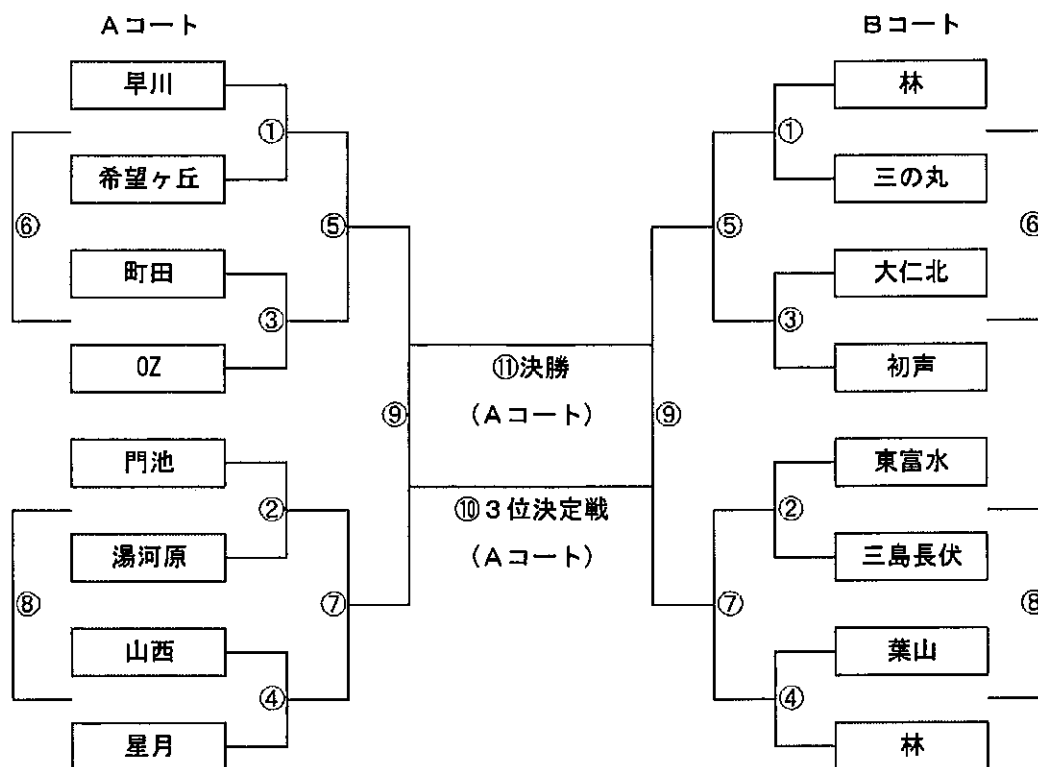 Aコート
早川
①
希望ヶ丘
⑥
⑤
町田
③
OZ
⑨
門池
②
湯河原
⑧
⑦
山西
④
星月
⑪決勝
(Aコート)
⑩3位決定戦
(Aコート)
Bコート
林
①
三の丸
⑤
⑥
大仁北
③
初声
⑨
東富水
②
三島長伏
⑦
⑧
葉山
④
林